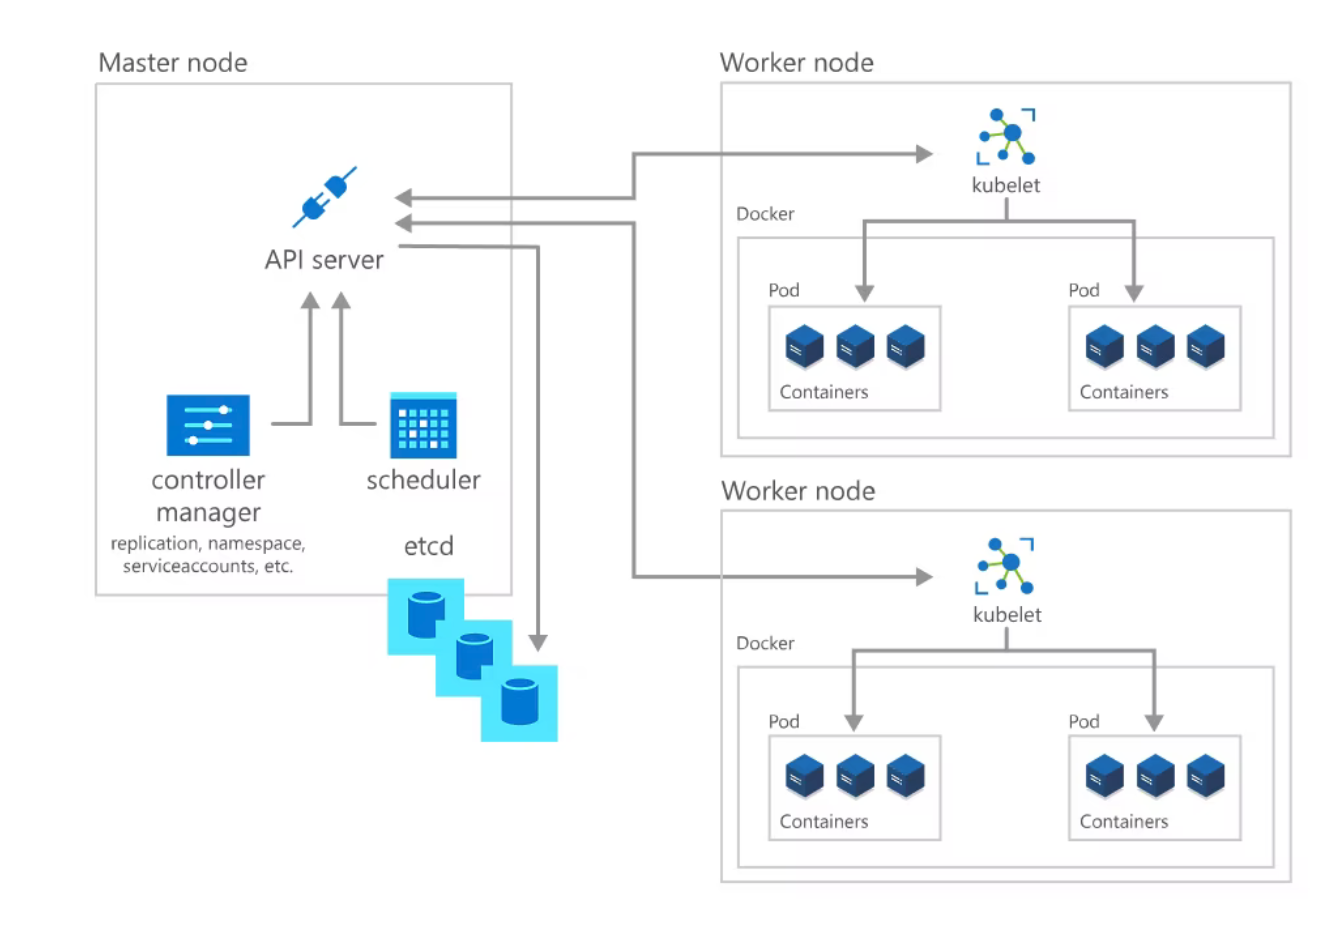 Master node
API server
controller
manager
replication, namespace,
serviceaccounts, etc.
scheduler
etcd
Worker node
kubelet
Docker
Pod
Containers
Pod
Containers
Worker node
kubelet
Docker
Pod
Containers
Pod
Containers